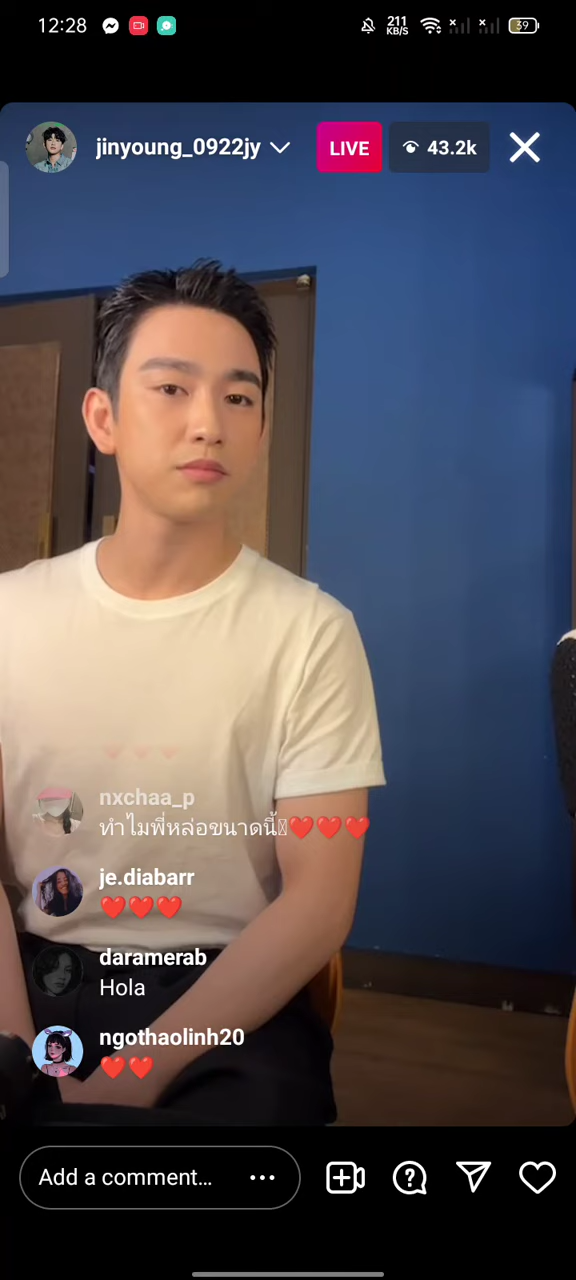 12:28
211
KB/S
39
jinyoung_0922jy
LIVE
43.2k
nxchaa_p
ทำไมพี่หล่อขนาดนี้❤️❤️❤️
je.diabarr
❤️❤️❤️
daramerab
Hola
ngothaolinh20
❤️❤️
Add a comment...